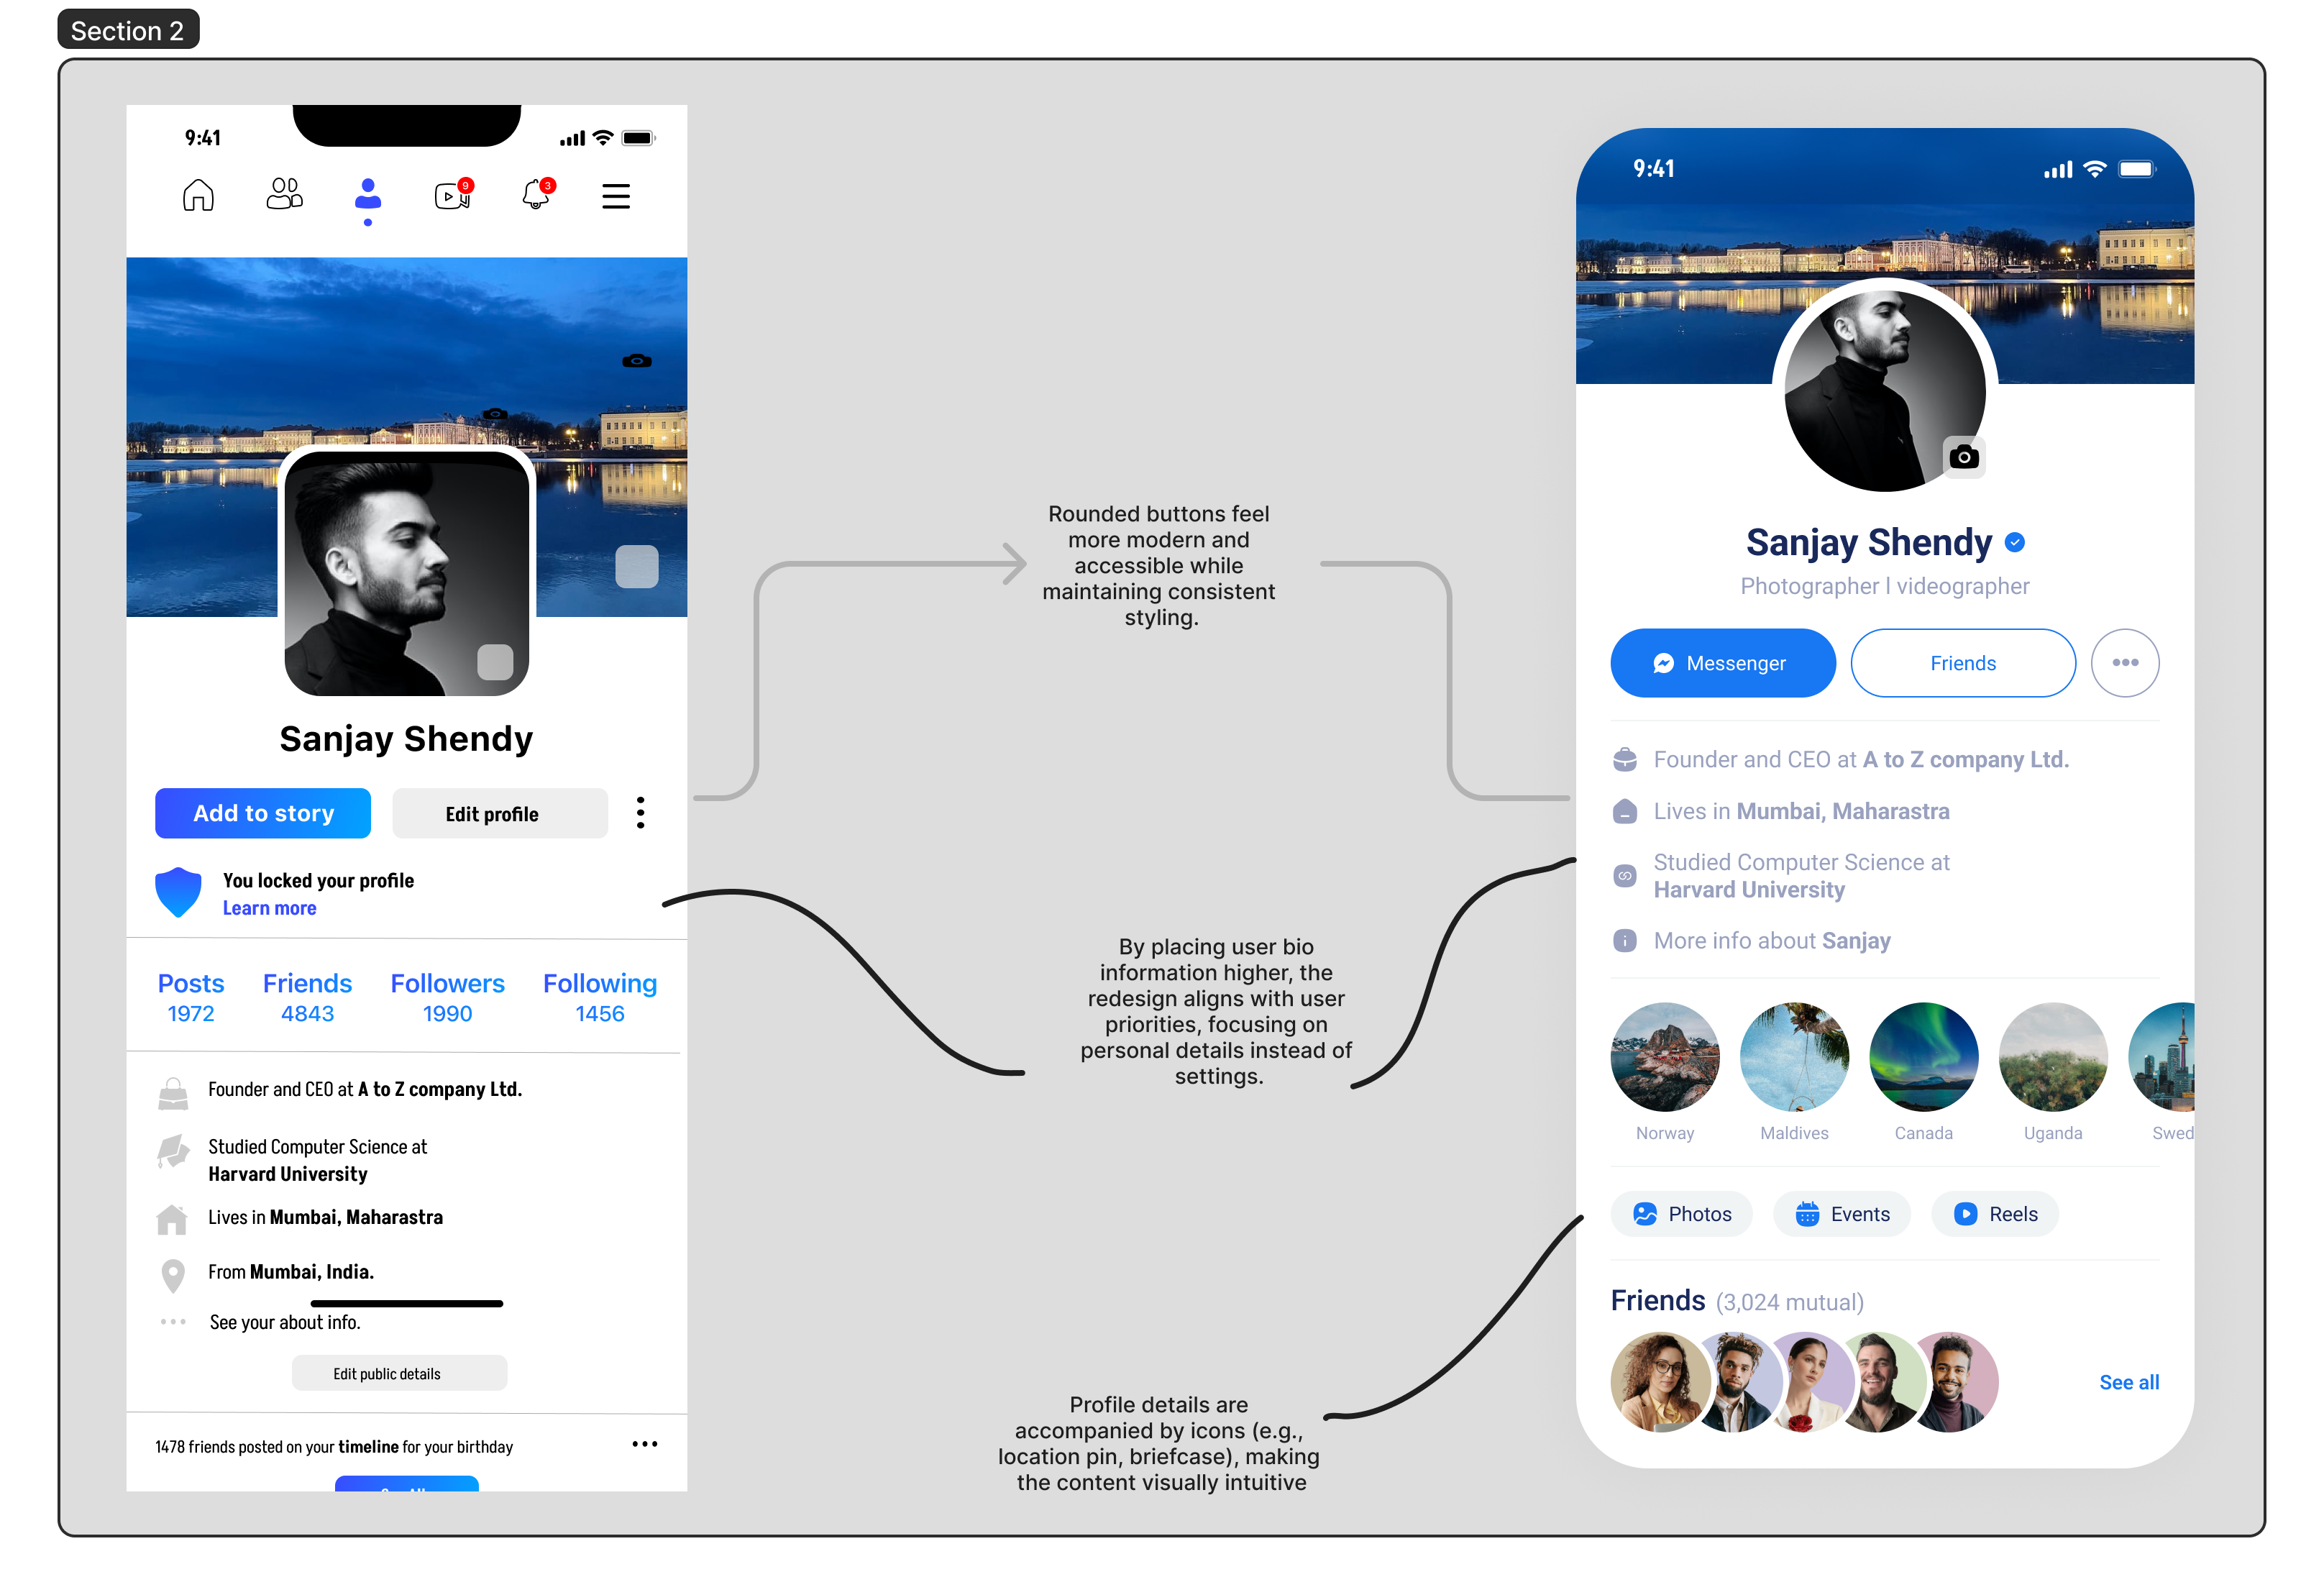 Section 2
9:41
9
3
Sanjay Shendy
Add to story
Edit profile
You locked your profile
Learn more
Posts
Friends
Followers
Following
1972
4843
1990
1456
Founder and CEO at A to Z company Ltd.
Studied Computer Science at
Harvard University
Lives in Mumbai, Maharastra
From Mumbai, India.
See your about info.
Edit public details
1478 friends posted on your timeline for your birthday
Rounded buttons feel
more modern and
accessible while
maintaining consistent
styling.
By placing user bio
information higher, the
redesign aligns with user
priorities, focusing on
personal details instead of
settings.
Profile details are
accompanied by icons (e.g.,
location pin, briefcase), making
the content visually intuitive
9:41
Sanjay Shendy
Photographer l videographer
Messenger
Friends
Founder and CEO at A to Z company Ltd.
Lives in Mumbai, Maharastra
Studied Computer Science at
Harvard University
More info about Sanjay
Norway
Maldives
Canada
Uganda
Swed
Photos
Events
Reels
Friends (3,024 mutual)
See all